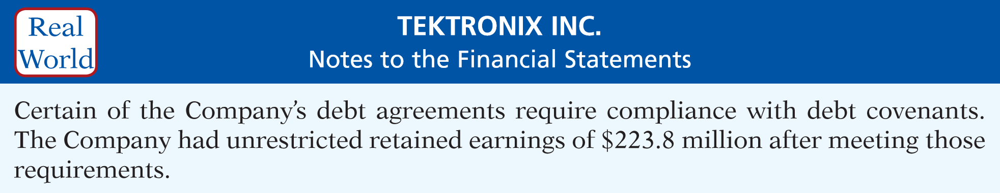 Real
World
TEKTRONIX INC.
Notes to the Financial Statements
Certain of the Company’s debt agreements require compliance with debt covenants.
The Company had unrestricted retained earnings of $223.8 million after meeting those
requirements.